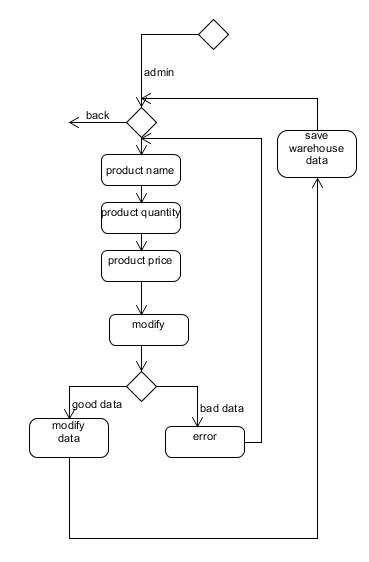 admin
back
save
warehouse
data
product name
product quantity
product price
modify
good data
bad data
modify
data
error